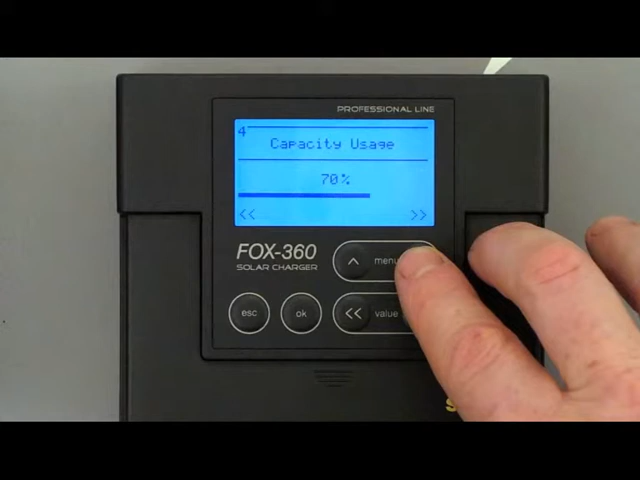 PROFESSIONAL LINE
4
Capacity Usage
70%
<< >>
FOX-360
SOLAR CHARGER
^ menu
esc ok << value